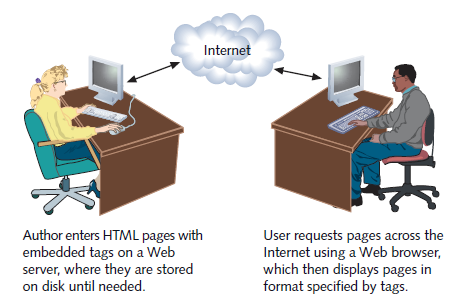 Internet
Author enters HTML pages with
embedded tags on a Web
server, where they are stored
on disk until needed.
User requests pages across the
Internet using a Web browser,
which then displays pages in
format specified by tags.